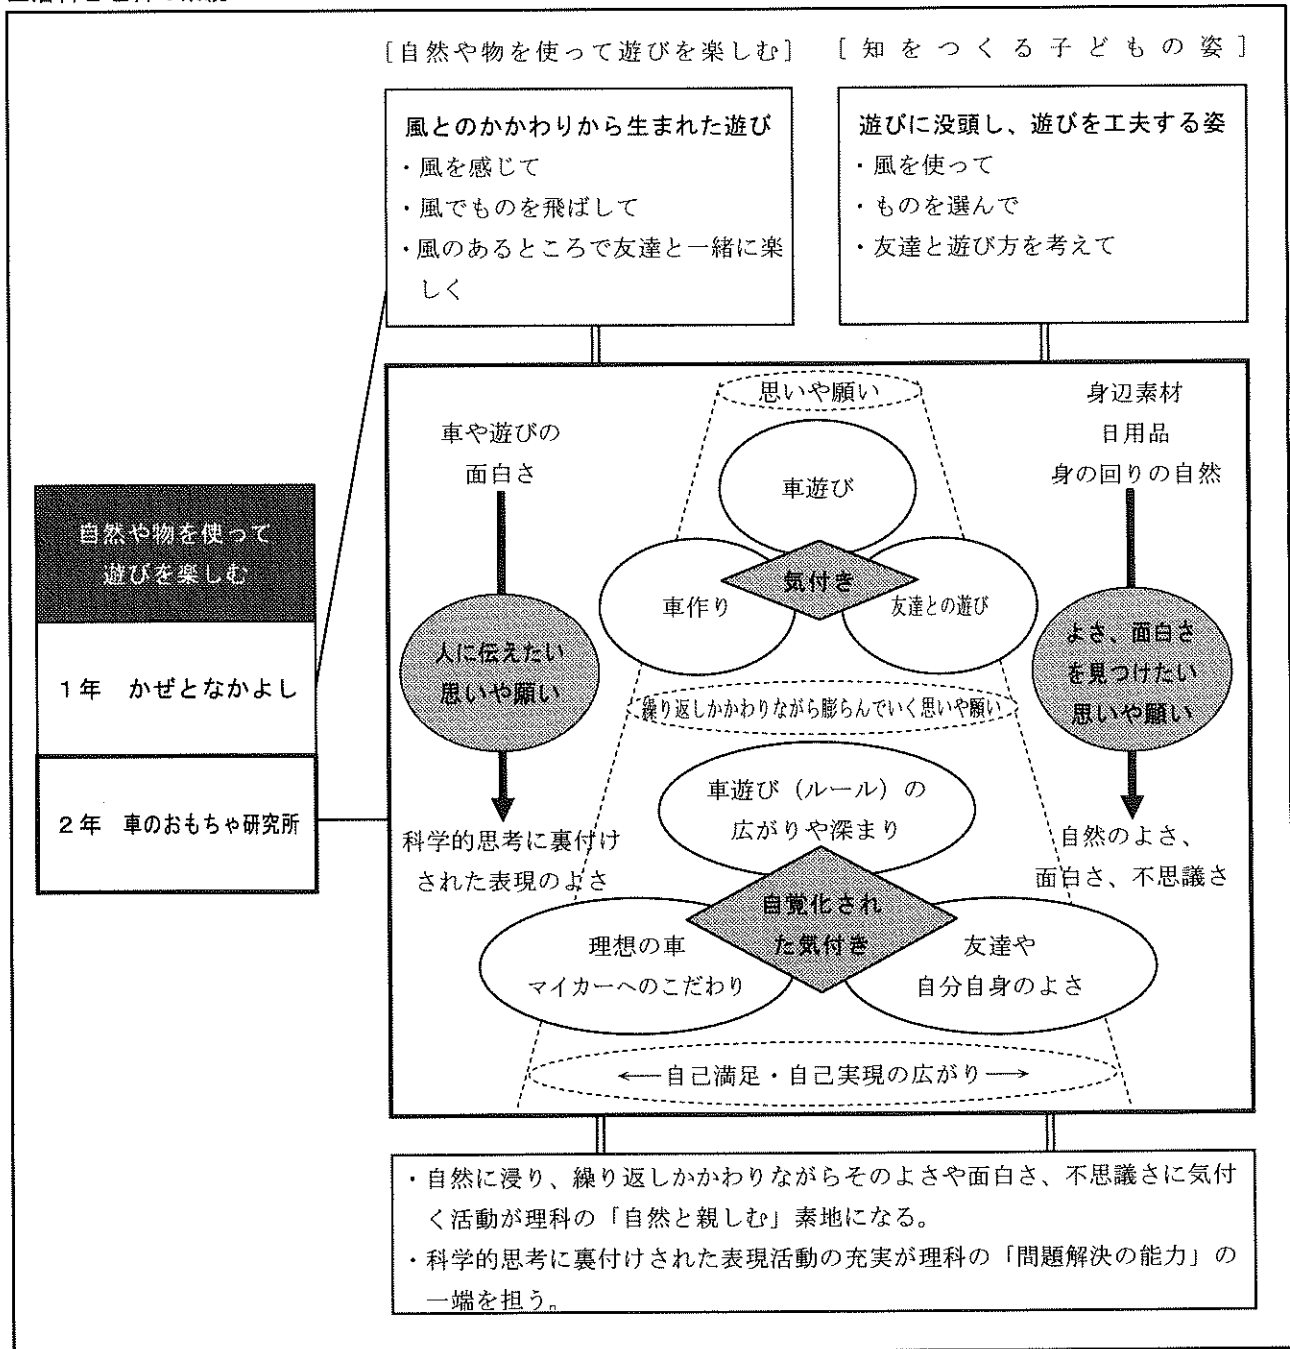 [自然や物を使って遊びを楽しむ]
[知をつくる子どもの姿]
風とのかかわりから生まれた遊び
・風を感じて
・風でものを飛ばして
・風のあるところで友達と一緒に楽
しく
遊びに没頭し、遊びを工夫する姿
・風を使って
・ものを選んで
・友達と遊び方を考えて
自然や物を使って
遊びを楽しむ
1年 かぜとなかよし
2年 車のおもちゃ研究所
車や遊びの
面白さ
人に伝えたい
思いや願い
科学的思考に裏付け
された表現のよさ
思いや願い
車遊び
気付き
車作り
友達との遊び
繰り返しかかわりながら膨らんでいく思いや願い
車遊び（ルール）の
広がりや深まり
自覚化され
た気付き
理想の車
マイカーへのこだわり
友達や
自分自身のよさ
←自己満足・自己実現の広がり→
身辺素材
日用品
身の回りの自然
よさ、面白さ
を見つけたい
思いや願い
自然のよさ、
面白さ、不思議さ
・自然に浸り、繰り返しかかわりながらそのよさや面白さ、不思議さに気付
く活動が理科の「自然と親しむ」素地になる。
・科学的思考に裏付けされた表現活動の充実が理科の「問題解決の能力」の
一端を担う。